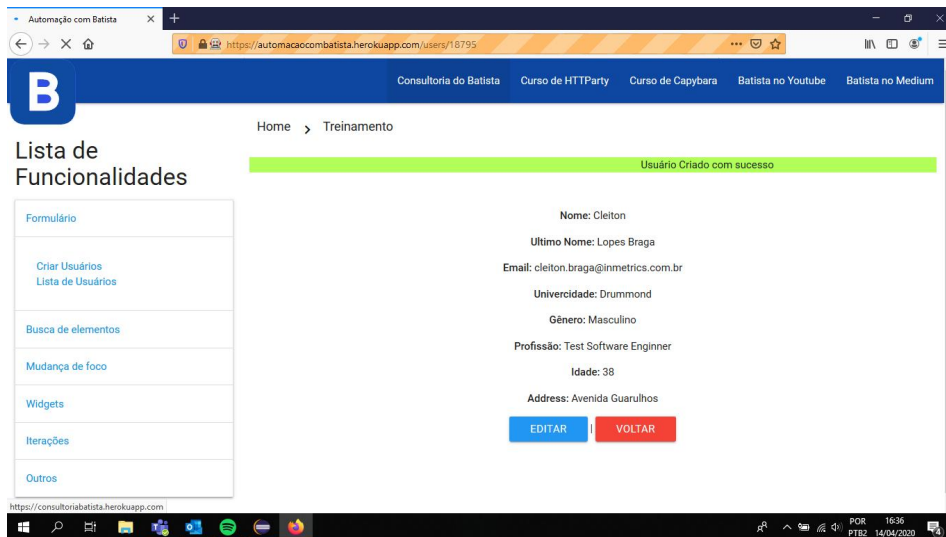 Automação com Batista
https://automacaocombatista.herokuapp.com/users/18795
B
Consultoria do Batista Curso de HTTParty Curso de Capybara Batista no Youtube Batista no Medium
Home > Treinamento
Lista de
Funcionalidades
Usuário Criado com sucesso
Formulário
Criar Usuários
Lista de Usuários
Busca de elementos
Mudança de foco
Widgets
Iterações
Outros
Nome: Cleiton
Ultimo Nome: Lopes Braga
Email: cleiton.braga@inmetrics.com.br
Univercidade: Drummond
Gênero: Masculino
Profissão: Test Software Enginner
Idade: 38
Address: Avenida Guarulhos
EDITAR | VOLTAR
https://consultoriabatista.herokuapp.com
POR 16:36
PTB2 14/04/2020